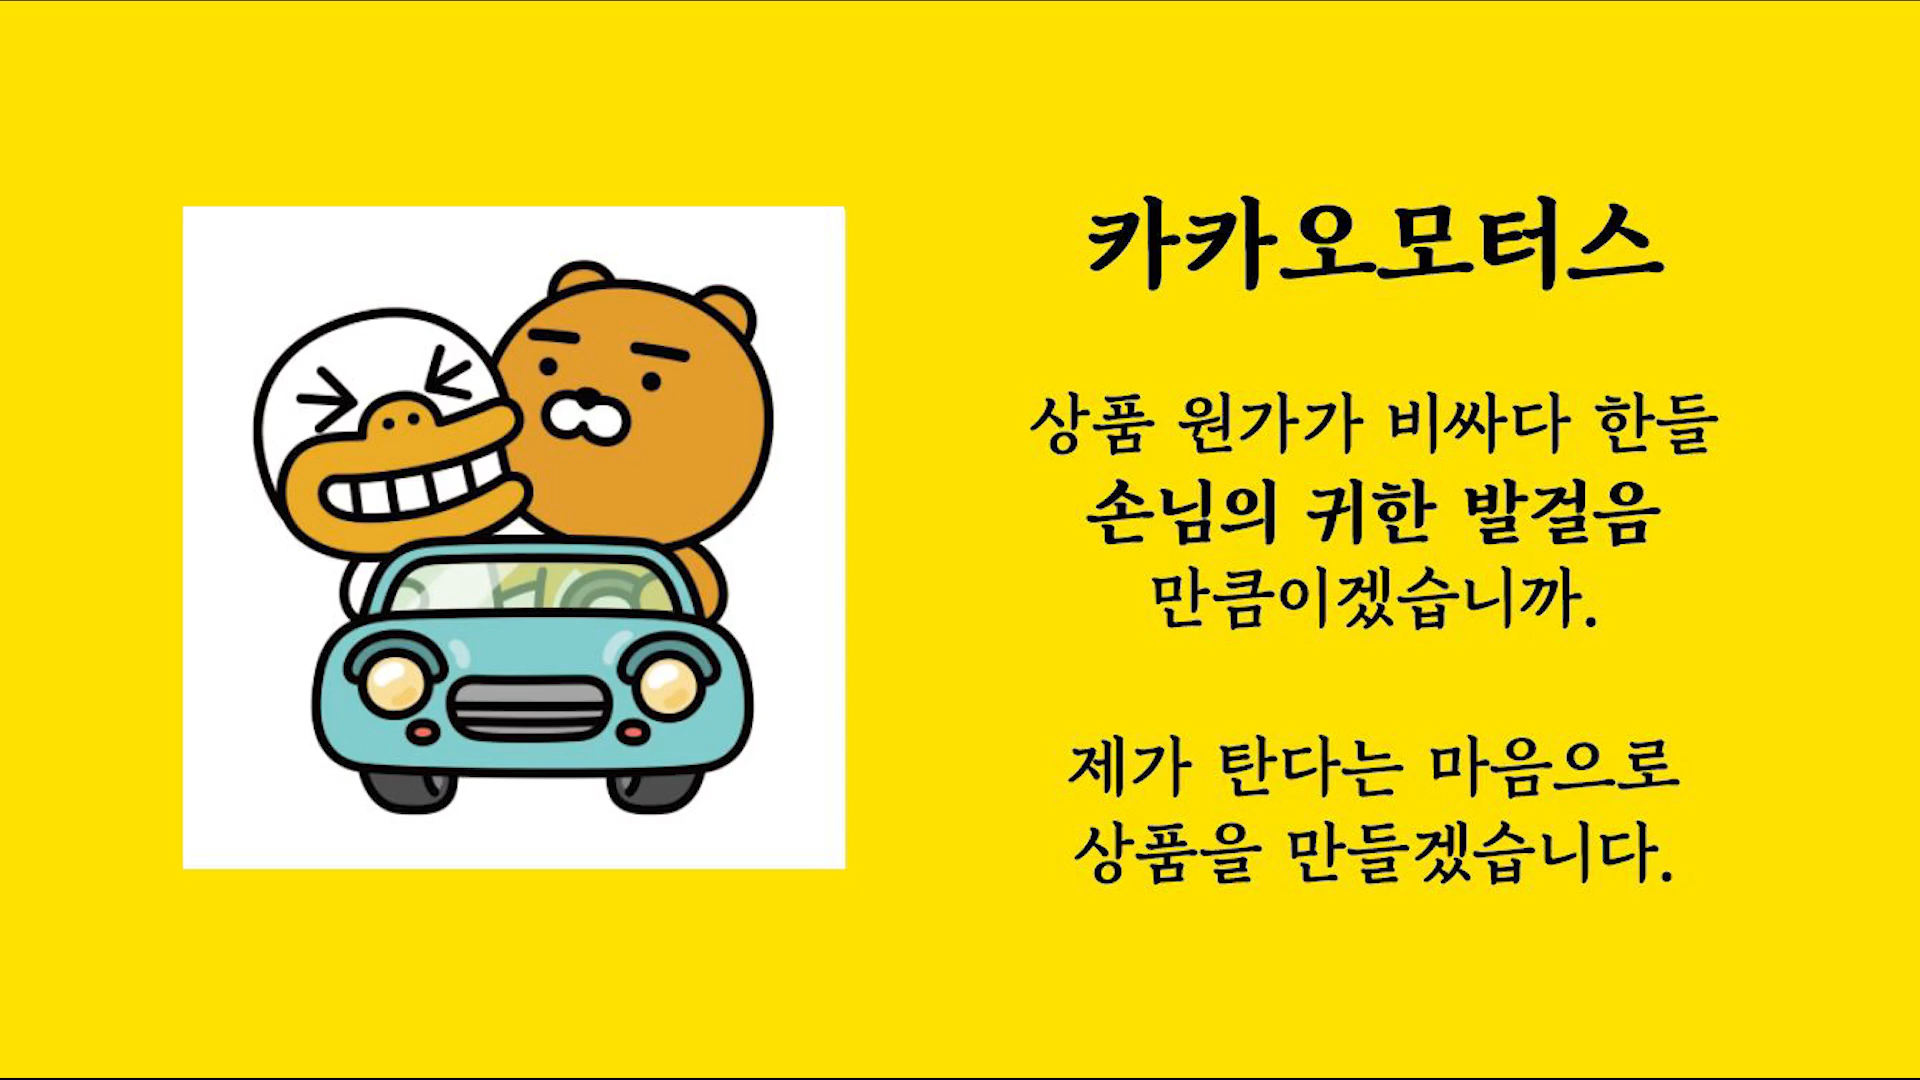 카카오모터스
상품 원가가 비싸다 한들
손님의 귀한 발걸음
만큼이겠습니까.
제가 탄다는 마음으로
상품을 만들겠습니다.